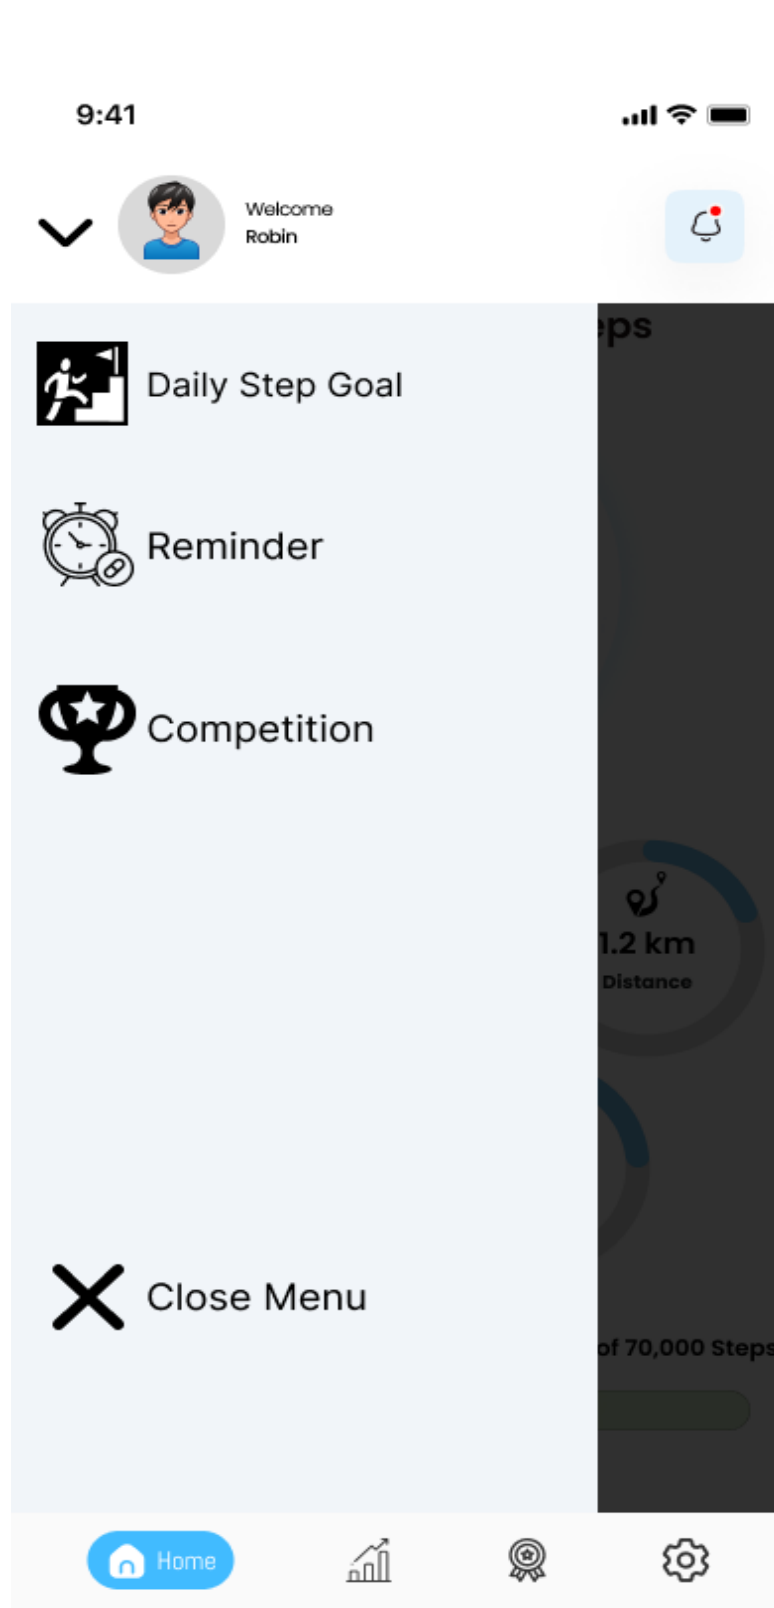 9:41
Welcome
Robin
Daily Step Goal
Reminder
Competition
1.2 km
Distance
Close Menu
of 70,000 Steps
Home